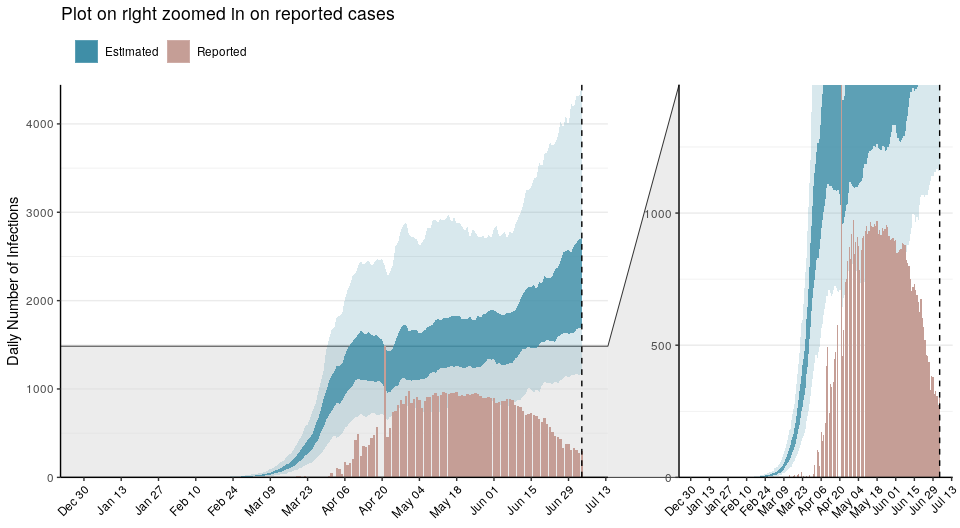 Plot on right zoomed in on reported cases
Estimated Reported
Daily Number of Infections
4000
3000
2000
1000
0
Dec 30 Jan 13 Jan 27 Feb 10 Feb 24 Mar 09 Mar 23 Apr 06 Apr 20 May 04 May 18 Jun 01 Jun 15 Jun 29 Jul 13
1000
500
0
Dec 30 Jan 13 Jan 27 Feb 10 Feb 24 Mar 09 Mar 23 Apr 06 Apr 20 May 04 May 18 Jun 01 Jun 15 Jun 29 Jul 13